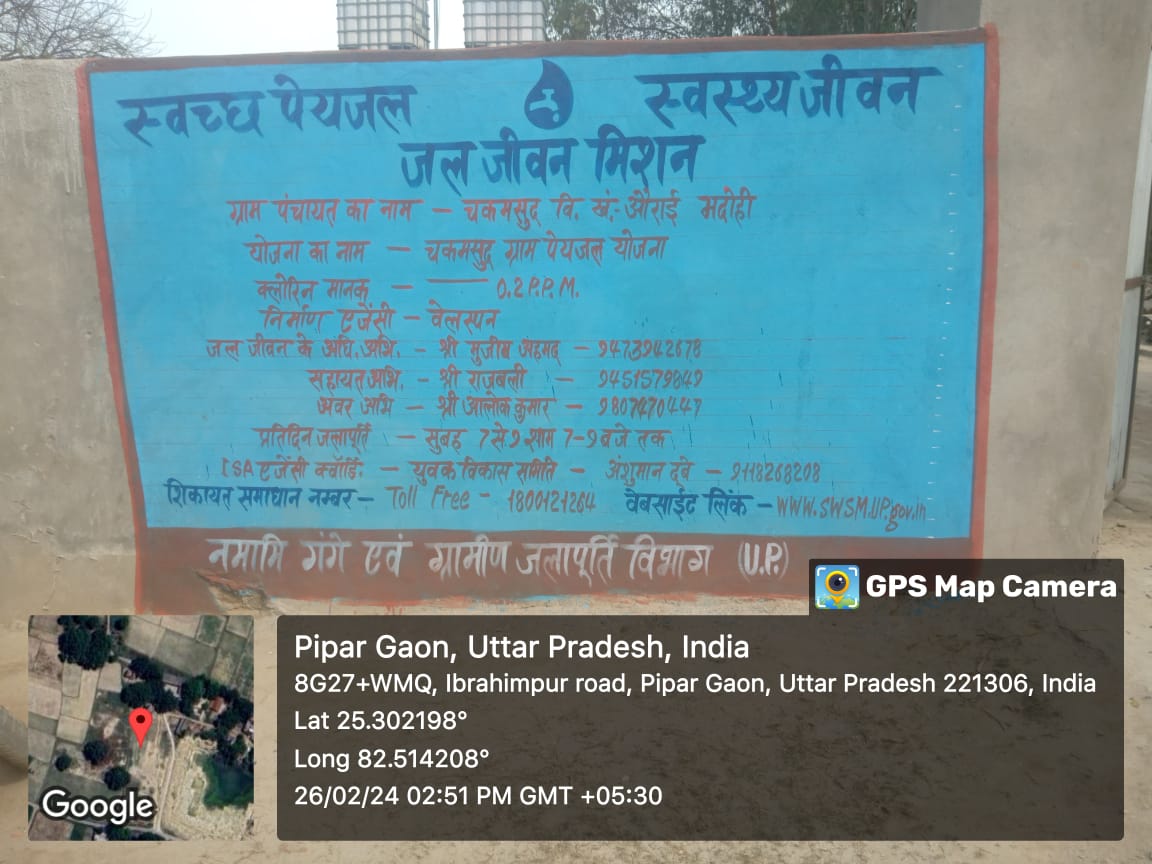 स्वच्छ पेयजल स्वस्थ्य जीवन
जल जीवन मिशन
ग्राम पंचायत का नाम — चकमसुद वि. खं:- औराई भदोही
योजना का नाम — चकमसुद ग्राम पेयजल योजना
क्लोरिन मानक — 0.2 P.P.M.
निर्माण एजेंसी — वेलस्पन
जल जीवन के अधि. अभि. - श्री मुजीब अहमद — 9473942678
सहायत अभि. - श्री राजबली — 9451579849
अवर अभि — श्री आलोक कुमार — 9807470447
प्रतिदिन जलापूर्ति — सुबह 7 से 9 शाम 7-9 बजे तक
ISA एजेंसी क्वॉर्डि: — युवक विकास समिति — अंशुमान दूबे — 9118268208
शिकायत समाधान नम्बर — Toll Free - 1800121264 वेबसाईट लिंक — WWW.SWSM.UP.gov.in
नमामि गंगे एवं ग्रामीण जलापूर्ति विभाग (U.P.)
GPS Map Camera
Pipar Gaon, Uttar Pradesh, India
8G27+WMQ, Ibrahimpur road, Pipar Gaon, Uttar Pradesh 221306, India
Lat 25.302198°
Long 82.514208°
26/02/24 02:51 PM GMT +05:30
Google